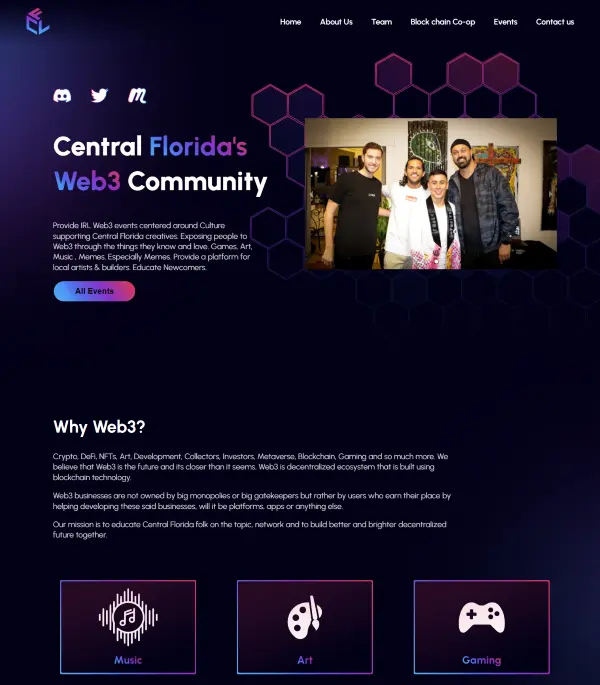 FCL
Home About Us Team Block chain Co-op Events Contact us
Central Florida's
Web3 Community
Provide IRL Web3 events centered around Culture
supporting Central Florida creatives. Exposing people to
Web3 through the things they know and love. Games, Art,
Music , Memes. Especially Memes. Provide a platform for
local artists & builders. Educate Newcomers.
All Events
Why Web3?
Crypto, DeFi, NFTs, Art, Development, Collectors, Investors, Metaverse, Blockchain, Gaming and so much more. We
believe that Web3 is the future and its closer than it seems. Web3 is decentralized ecosystem that is built using
blockchain technology.
Web3 businesses are not owned by big monopolies or big gatekeepers but rather by users who earn their place by
helping developing these said businesses, will it be platforms, apps or anything else.
Our mission is to educate Central Florida folk on the topic, network and to build better and brighter decentralized
future together.
Music Art Gaming